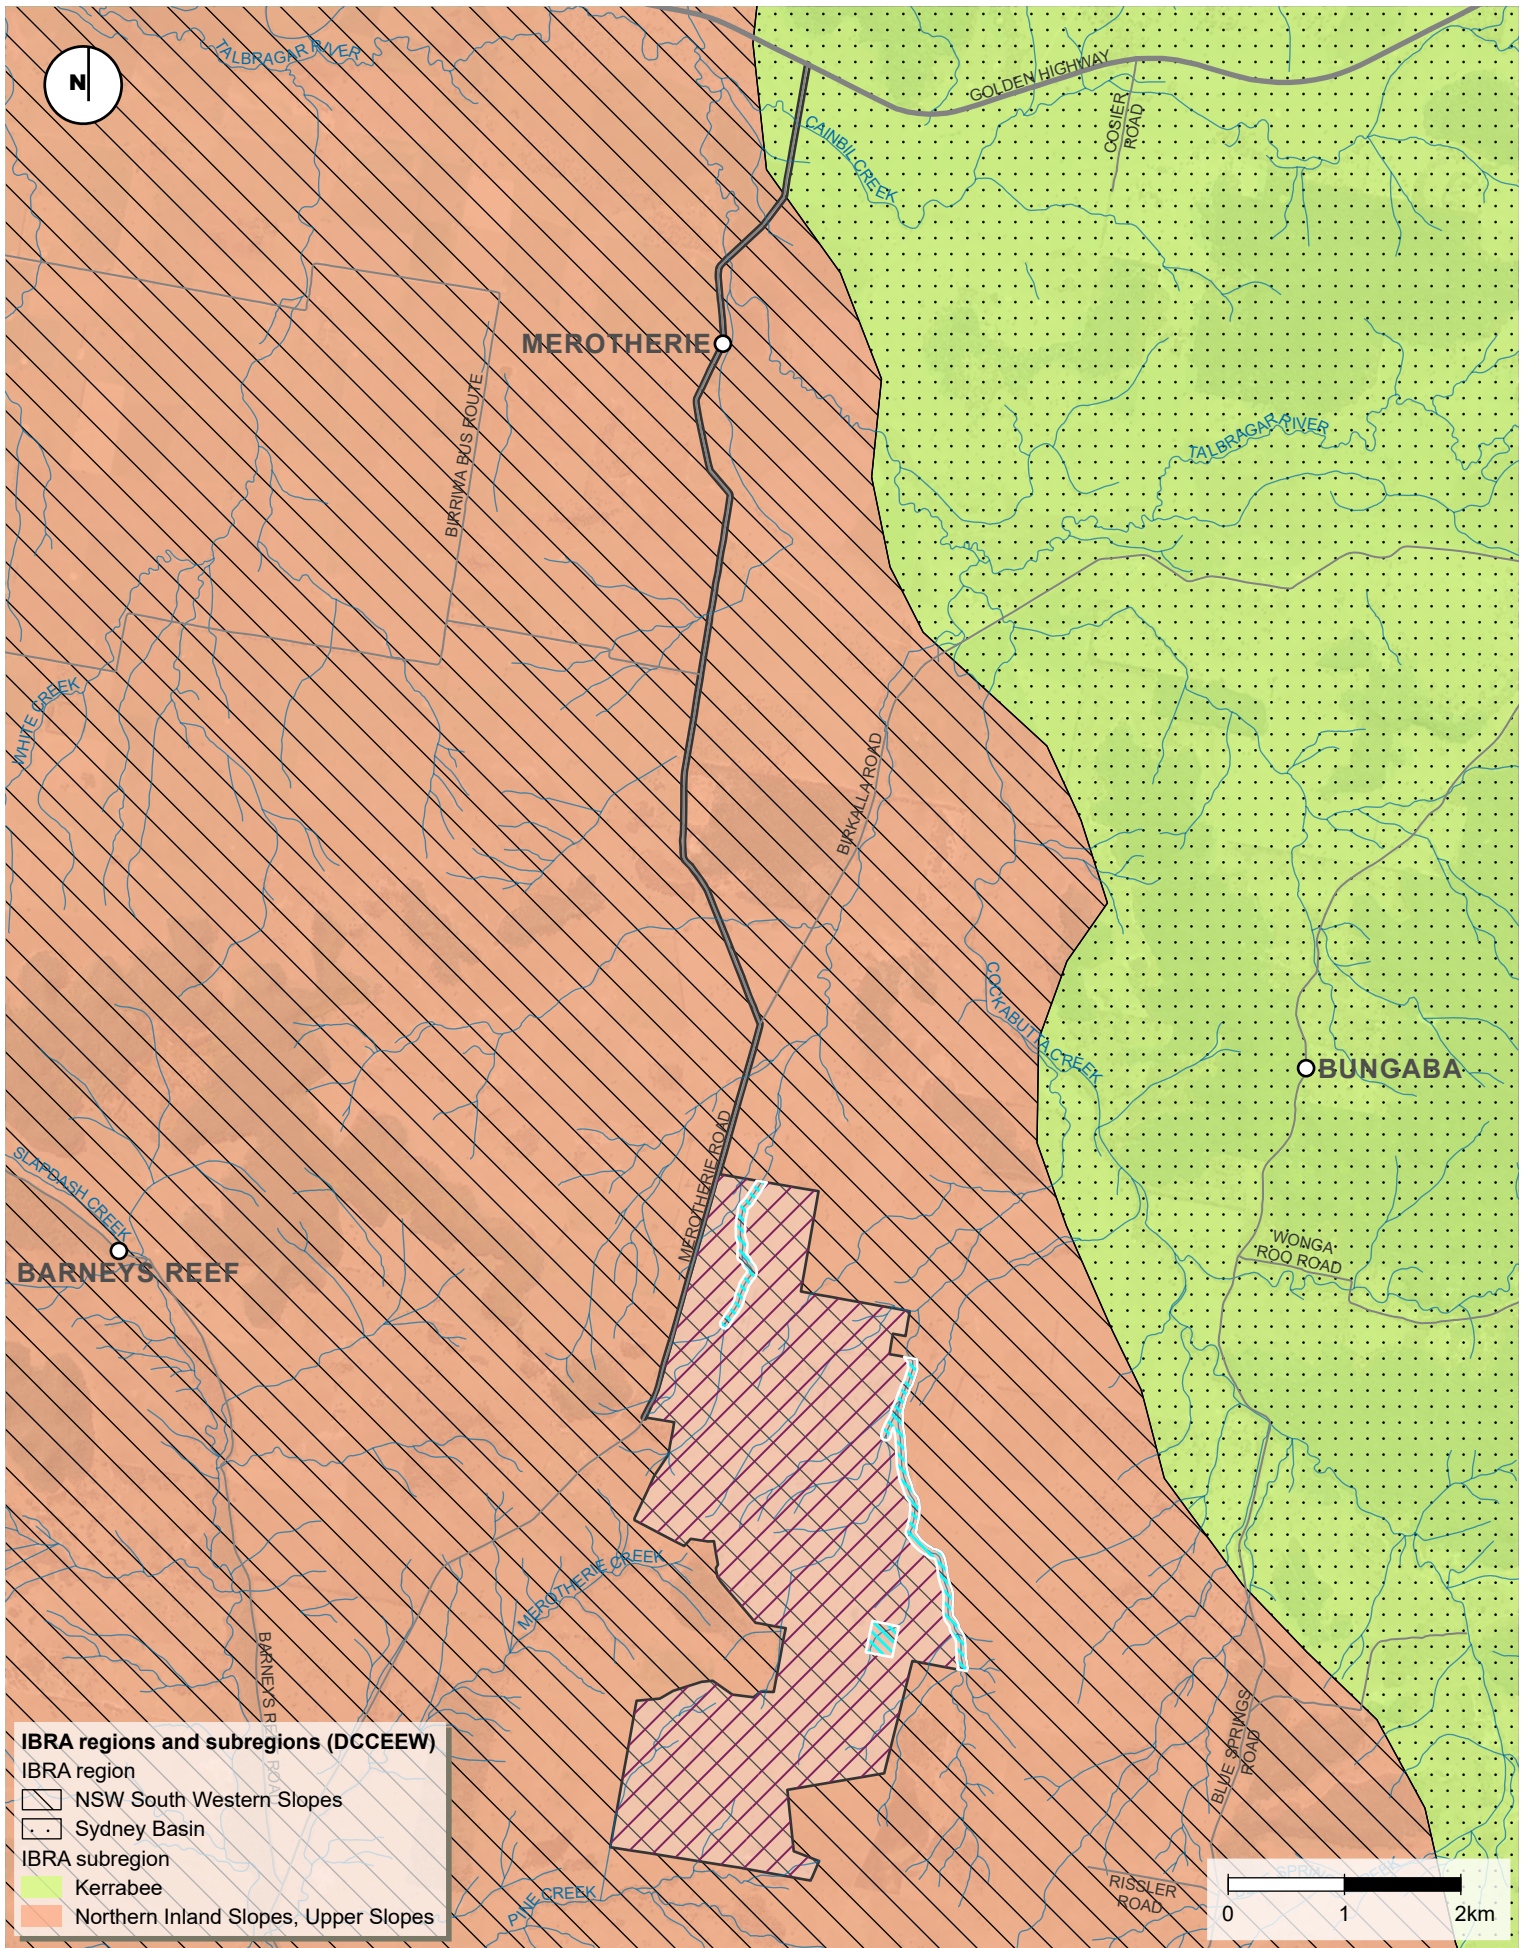 TALBRAGAR RIVER
N
GOLDEN HIGHWAY
COSIER
ROAD
CAINBIL CREEK
MEROTHERIE
BIRRIWA BUS ROUTE
TALBRAGAR RIVER
WHITE CREEK
BIRKALLA ROAD
COCKABUTTA CREEK
BUNGABA
MEROTHERIE ROAD
SLAPDASH CREEK
BARNEYS REEF
WONGA
ROO ROAD
MEROTHERIE CREEK
BARNEYS REEF ROAD
BLUE SPRINGS
ROAD
PINE CREEK
RISSLER
ROAD
IBRA regions and subregions (DCCEEW)
IBRA region
NSW South Western Slopes
Sydney Basin
IBRA subregion
Kerrabee
Northern Inland Slopes, Upper Slopes
0 1 2km